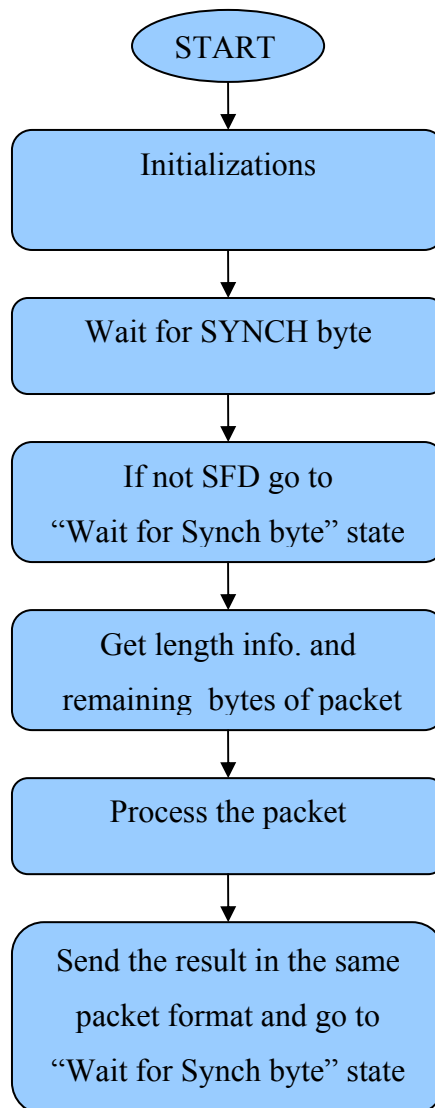 START
Initializations
Wait for SYNCH byte
If not SFD go to
“Wait for Synch byte” state
Get length info. and
remaining bytes of packet
Process the packet
Send the result in the same
packet format and go to
“Wait for Synch byte” state